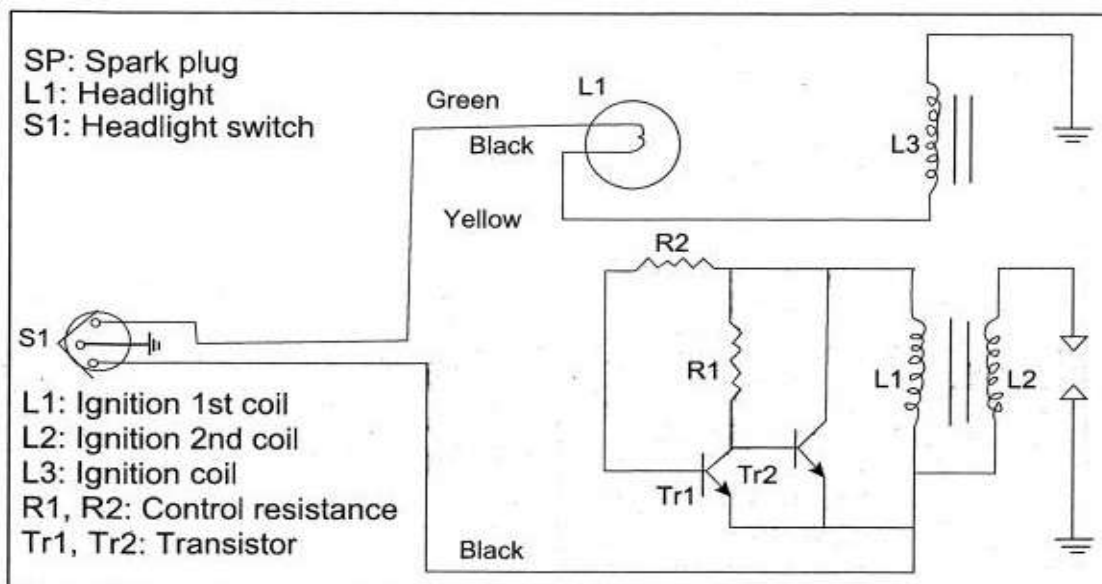 SP: Spark plug
L1: Headlight
S1: Headlight switch
Green
L1
Black
L3
Yellow
R2
S1
R1
L1
L2
Tr1
Tr2
L1: Ignition 1st coil
L2: Ignition 2nd coil
L3: Ignition coil
R1, R2: Control resistance
Tr1, Tr2: Transistor
Black